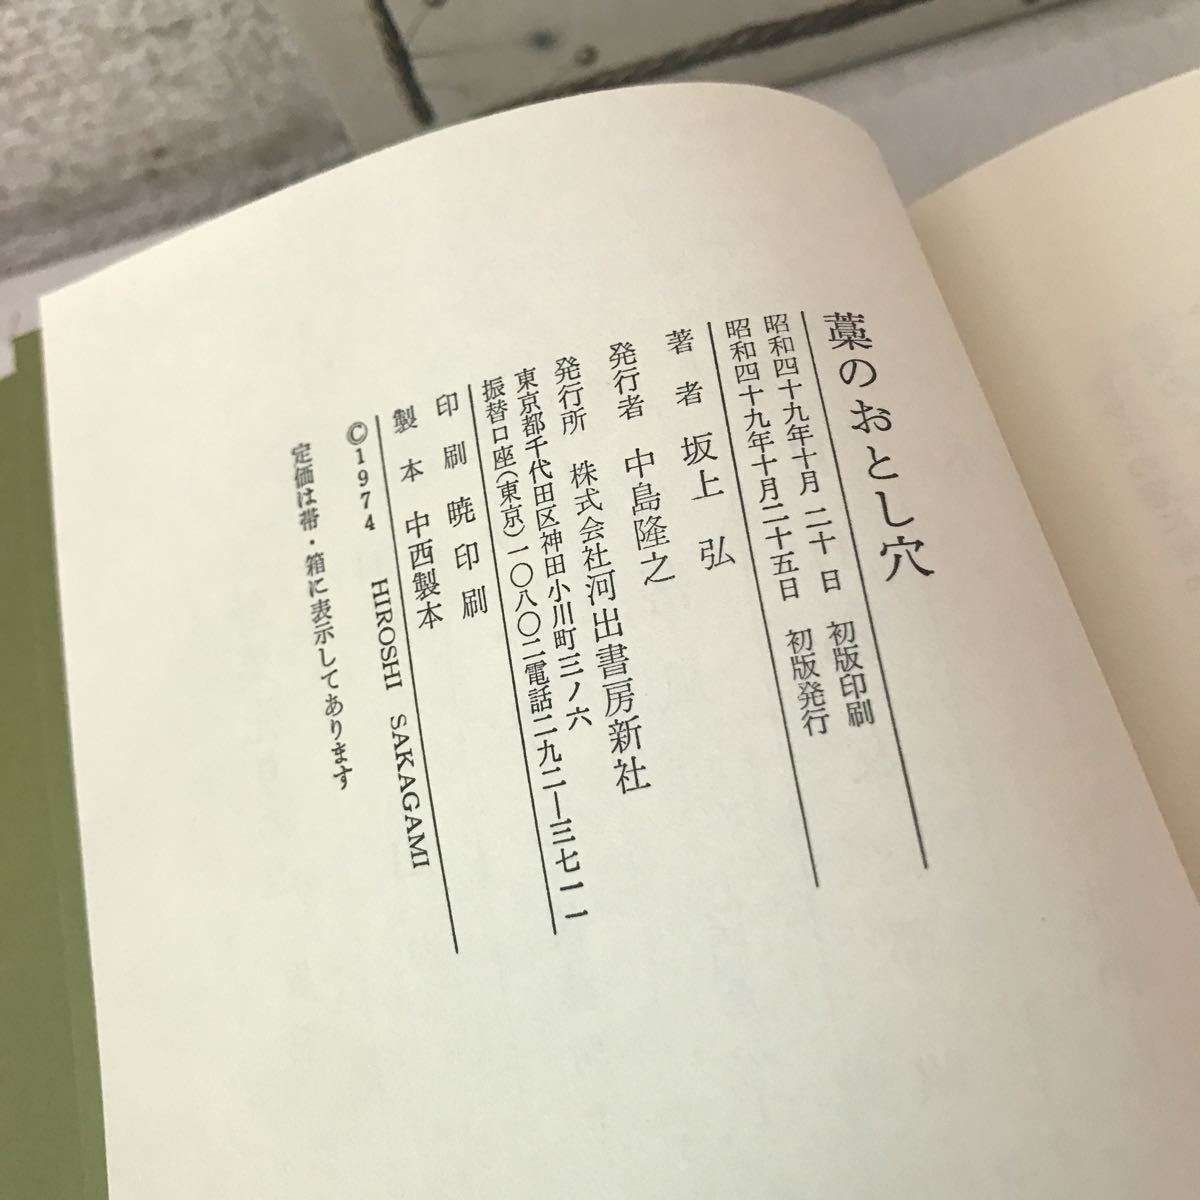 藁のおとし穴
昭和四十九年十月二十日 初版印刷
昭和四十九年十月二十五日 初版発行
著者 坂上弘
発行者 中島隆之
発行所 株式会社河出書房新社
東京都千代田区神田小川町三ノ六
振替口座(東京)一〇八〇二電話二九二―三七一一
印刷 暁印刷
製本 中西製本
©1974 HIROSHI SAKAGAMI
定価は帯・箱に表示してあります